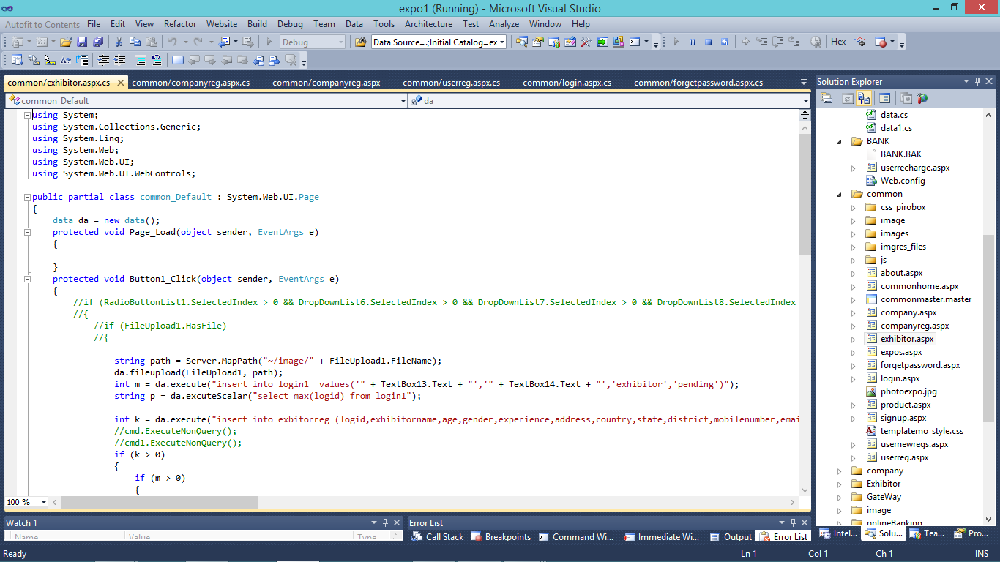 expo1 (Running) - Microsoft Visual Studio
Autofit to Contents File Edit View Refactor Website Build Debug Team Data Tools Architecture Test Analyze Window Help
Debug Data Source=.;Initial Catalog=ex Hex
common/exhibitor.aspx.cs common/companyreg.aspx.cs common/companyreg.aspx common/userreg.aspx.cs common/login.aspx.cs common/forgetpassword.aspx.cs
common_Default da
using System;
using System.Collections.Generic;
using System.Linq;
using System.Web;
using System.Web.UI;
using System.Web.UI.WebControls;
public partial class common_Default : System.Web.UI.Page
{
data da = new data();
protected void Page_Load(object sender, EventArgs e)
{
}
protected void Button1_Click(object sender, EventArgs e)
{
//if (RadioButtonList1.SelectedIndex > 0 && DropDownList6.SelectedIndex > 0 && DropDownList7.SelectedIndex > 0 && DropDownList8.SelectedIndex
//{
//if (FileUpload1.HasFile)
//{
string path = Server.MapPath("~/image/" + FileUpload1.FileName);
da.fileupload(FileUpload1, path);
int m = da.execute("insert into login1  values('" + TextBox13.Text + "','" + TextBox14.Text + "','exhibitor','pending')");
string p = da.excuteScalar("select max(logid) from login1");
int k = da.execute("insert into exbitorreg (logid,exhibitorname,age,gender,experience,address,country,state,district,mobilenumber,emai
//cmd.ExecuteNonQuery();
//cmd1.ExecuteNonQuery();
if (k > 0)
{
if (m > 0)
{
100 %
Solution Explorer
data.cs
data1.cs
BANK
BANK.BAK
userrecharge.aspx
Web.config
common
css_pirobox
image
images
imgres_files
js
about.aspx
commonhome.aspx
commonmaster.master
company.aspx
companyreg.aspx
exhibitor.aspx
expos.aspx
forgetpassword.aspx
login.aspx
photoexpo.jpg
product.aspx
signup.aspx
templatemo_style.css
usernewregs.aspx
userreg.aspx
company
Exhibitor
GateWay
image
onlineBanking
Watch 1 Error List
Name Value Type
Call Stack Breakpoints Command Wi... Immediate Wi... Output Error List
Intel... Solu... Tea... Pro...
Ready Ln 1 Col 1 Ch 1 INS